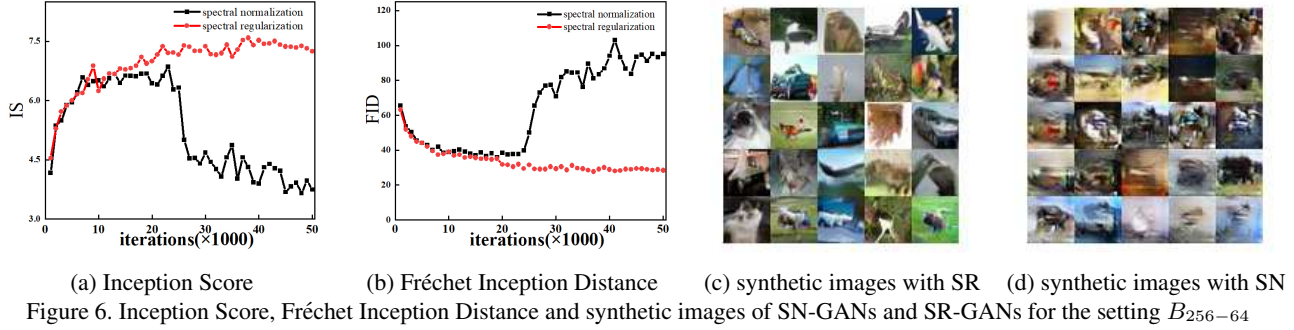 spectral normalization
spectral regularization
7.5
6.0
4.5
3.0
IS
0
10
20
30
40
50
iterations(×1000)
(a) Inception Score
spectral normalization
spectral regularization
100
80
60
40
20
0
FID
0
10
20
30
40
50
iterations(×1000)
(b) Fréchet Inception Distance
(c) synthetic images with SR
(d) synthetic images with SN
Figure 6. Inception Score, Fréchet Inception Distance and synthetic images of SN-GANs and SR-GANs for the setting B256−64